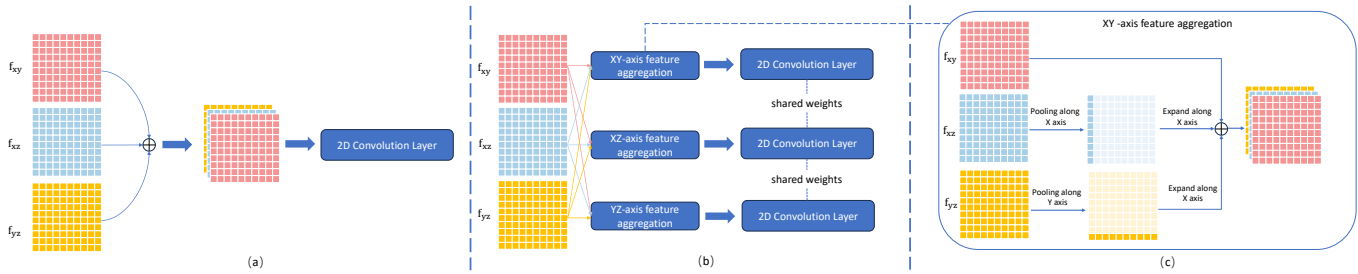 f_xy
f_xz
f_yz
2D Convolution Layer
(a)
f_xy
f_xz
f_yz
XY-axis feature
aggregation
XZ-axis feature
aggregation
YZ-axis feature
aggregation
2D Convolution Layer
shared weights
2D Convolution Layer
shared weights
2D Convolution Layer
(b)
XY -axis feature aggregation
f_xy
f_xz
f_yz
Pooling along
X axis
Expand along
X axis
Pooling along
Y axis
Expand along
X axis
(c)